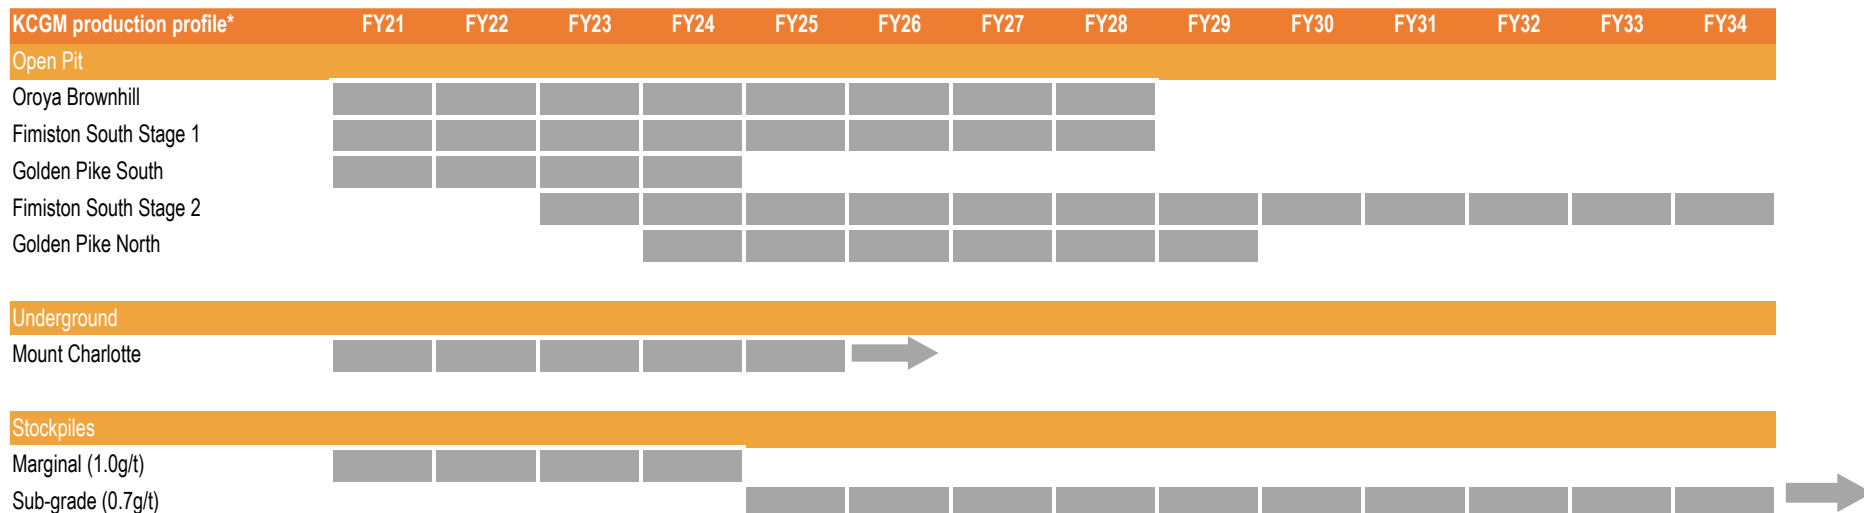 KCGM production profile* FY21 FY22 FY23 FY24 FY25 FY26 FY27 FY28 FY29 FY30 FY31 FY32 FY33 FY34
Open Pit
Oroya Brownhill
Fimiston South Stage 1
Golden Pike South
Fimiston South Stage 2
Golden Pike North
Underground
Mount Charlotte
Stockpiles
Marginal (1.0g/t)
Sub-grade (0.7g/t)